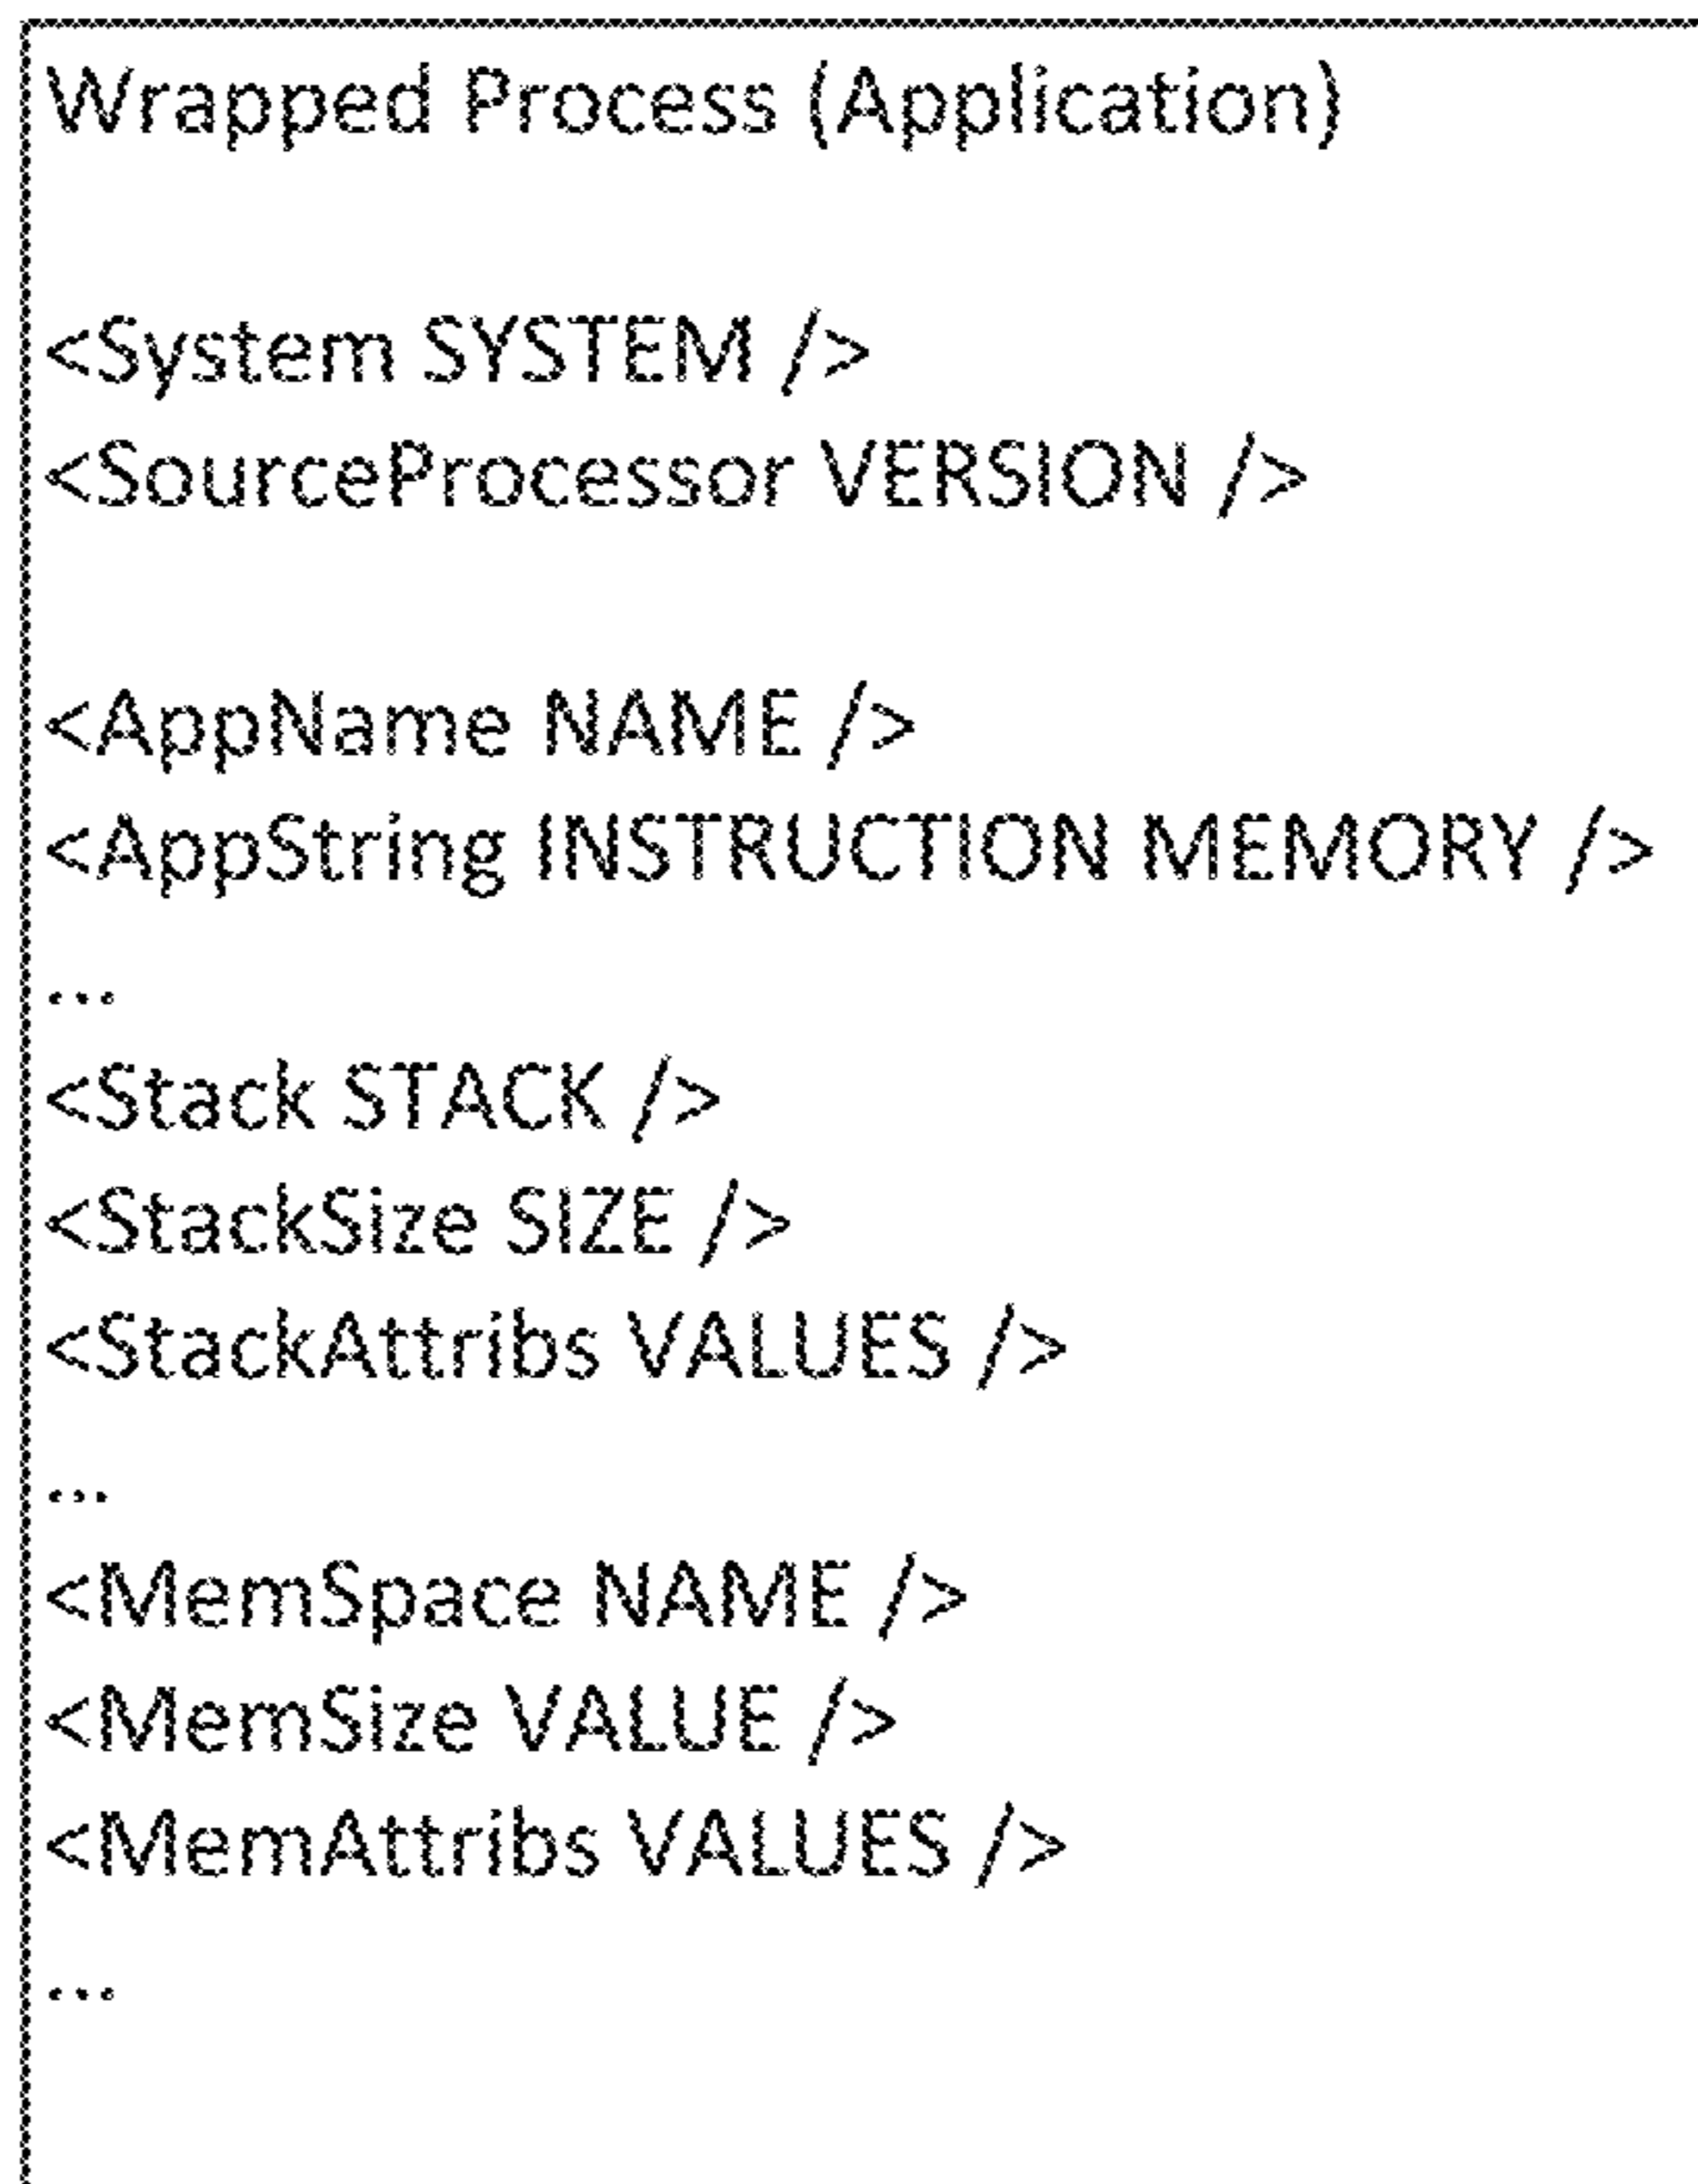 Wrapped Process (Application)
<System SYSTEM />
<SourceProcessor VERSION />
<AppName NAME />
<AppString INSTRUCTION MEMORY />
...
<Stack STACK />
<StackSize SIZE />
<StackAttribs VALUES />
...
<MemSpace NAME />
<MemSize VALUE />
<MemAttribs VALUES />
...